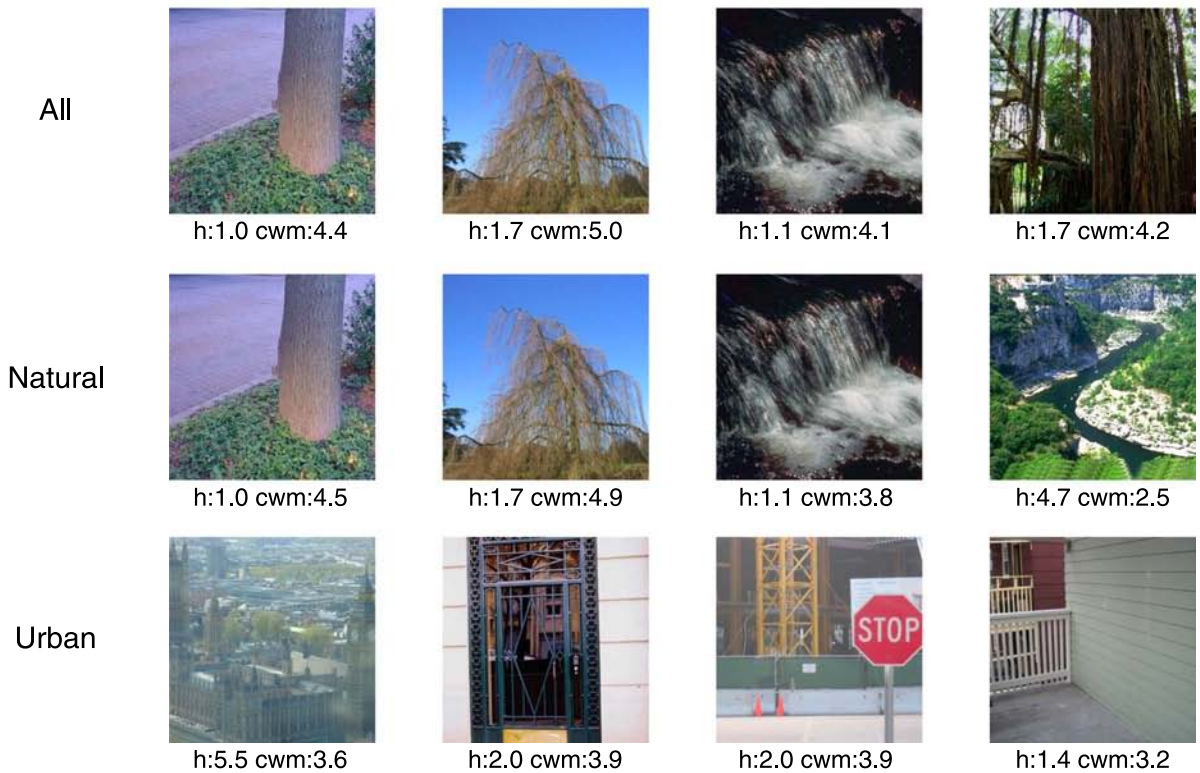 All
h:1.0 cwm:4.4 h:1.7 cwm:5.0 h:1.1 cwm:4.1 h:1.7 cwm:4.2
Natural
h:1.0 cwm:4.5 h:1.7 cwm:4.9 h:1.1 cwm:3.8 h:4.7 cwm:2.5
Urban
STOP
h:5.5 cwm:3.6 h:2.0 cwm:3.9 h:2.0 cwm:3.9 h:1.4 cwm:3.2